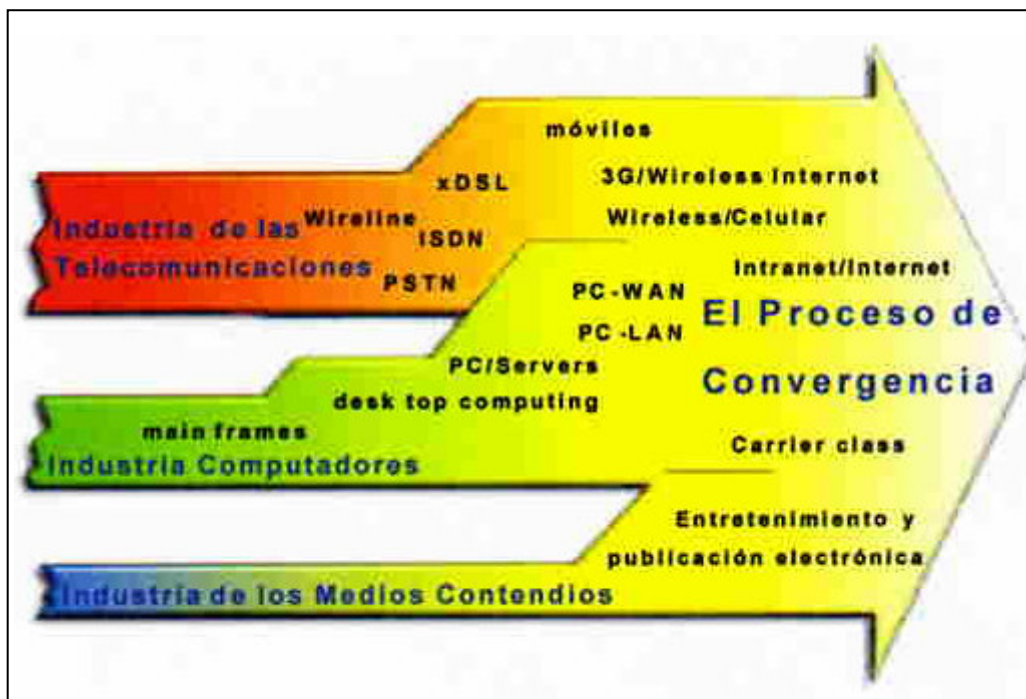 móviles
xDSL
3G/Wireless Internet
Wireline
Wireless/Celular
Industria de las
ISDN
Telecomunicaciones
PSTN
Intranet/Internet
PC-WAN
El Proceso de
PC-LAN
Convergencia
PC/Servers
desk top computing
main frames
Industria Computadores
Carrier class
Entretenimiento y
publicación electrónica
Industria de los Medios Contendios